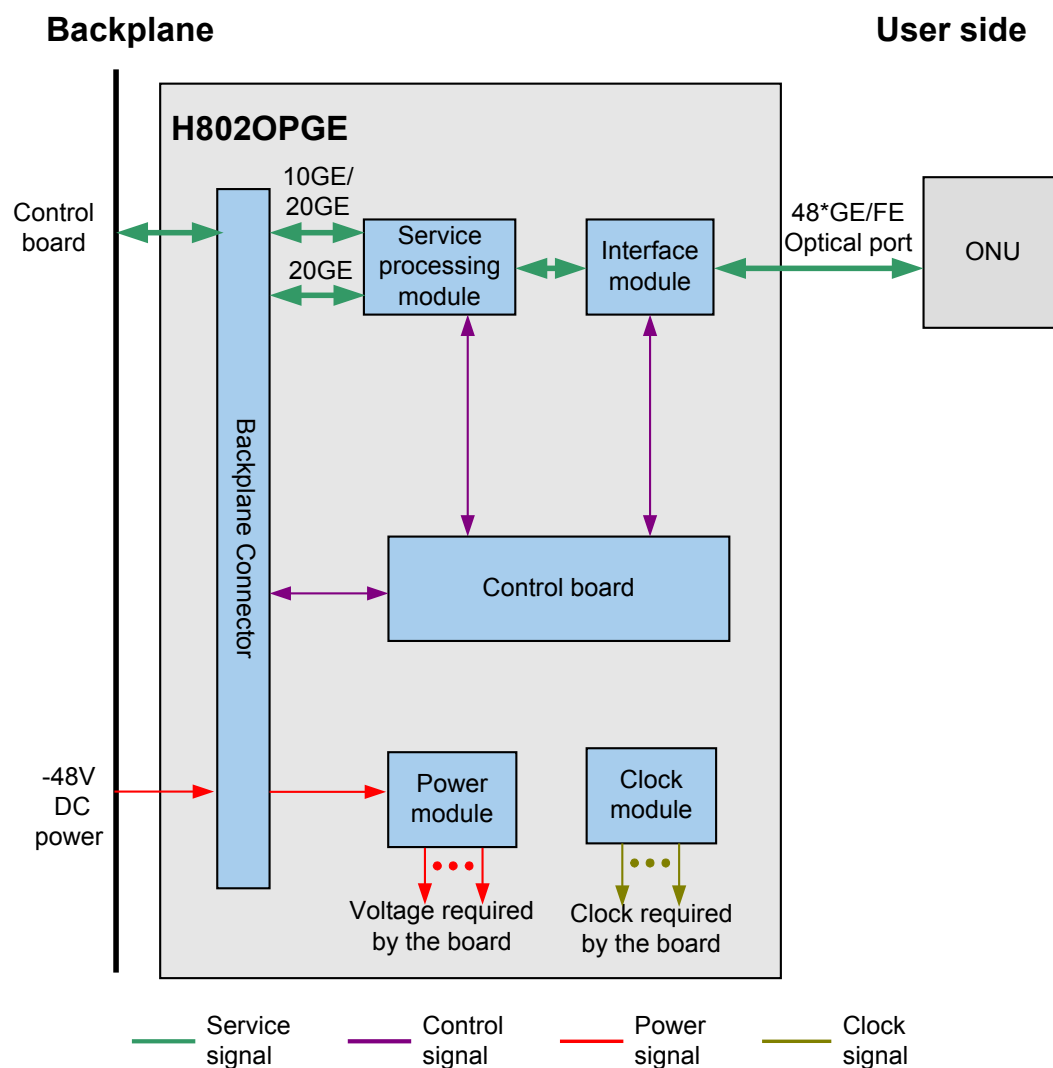 Backplane
User side
H802OPGE
10GE/
20GE
20GE
Control
board
Service
processing
module
Interface
module
48*GE/FE
Optical port
ONU
Backplane Connector
Control board
-48V
DC
power
Power
module
Clock
module
Voltage required
by the board
Clock required
by the board
Service
signal
Control
signal
Power
signal
Clock
signal